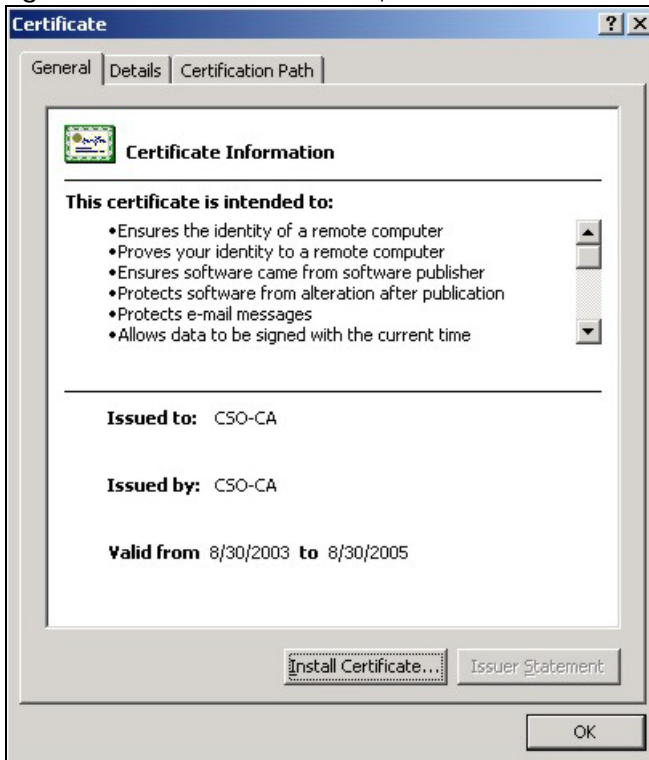 Certificate
General
Details
Certification Path
Certificate Information
This certificate is intended to:
•Ensures the identity of a remote computer
•Proves your identity to a remote computer
•Ensures software came from software publisher
•Protects software from alteration after publication
•Protects e-mail messages
•Allows data to be signed with the current time
Issued to: CSO-CA
Issued by: CSO-CA
Valid from 8/30/2003 to 8/30/2005
Install Certificate... Issuer Statement
OK